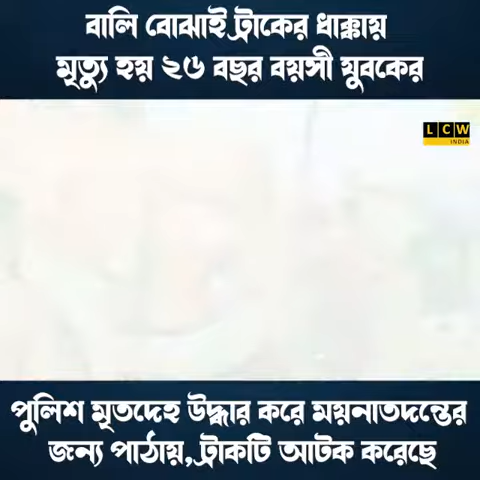 বালি বোঝাই ট্রাকের ধাক্কায়
মৃত্যু হয় ২৬ বছর বয়সী যুবকের
LCW
INDIA
পুলিশ মৃতদেহ উদ্ধার করে ময়নাতদন্তের
জন্য পাঠায়, ট্রাকটি আটক করেছে